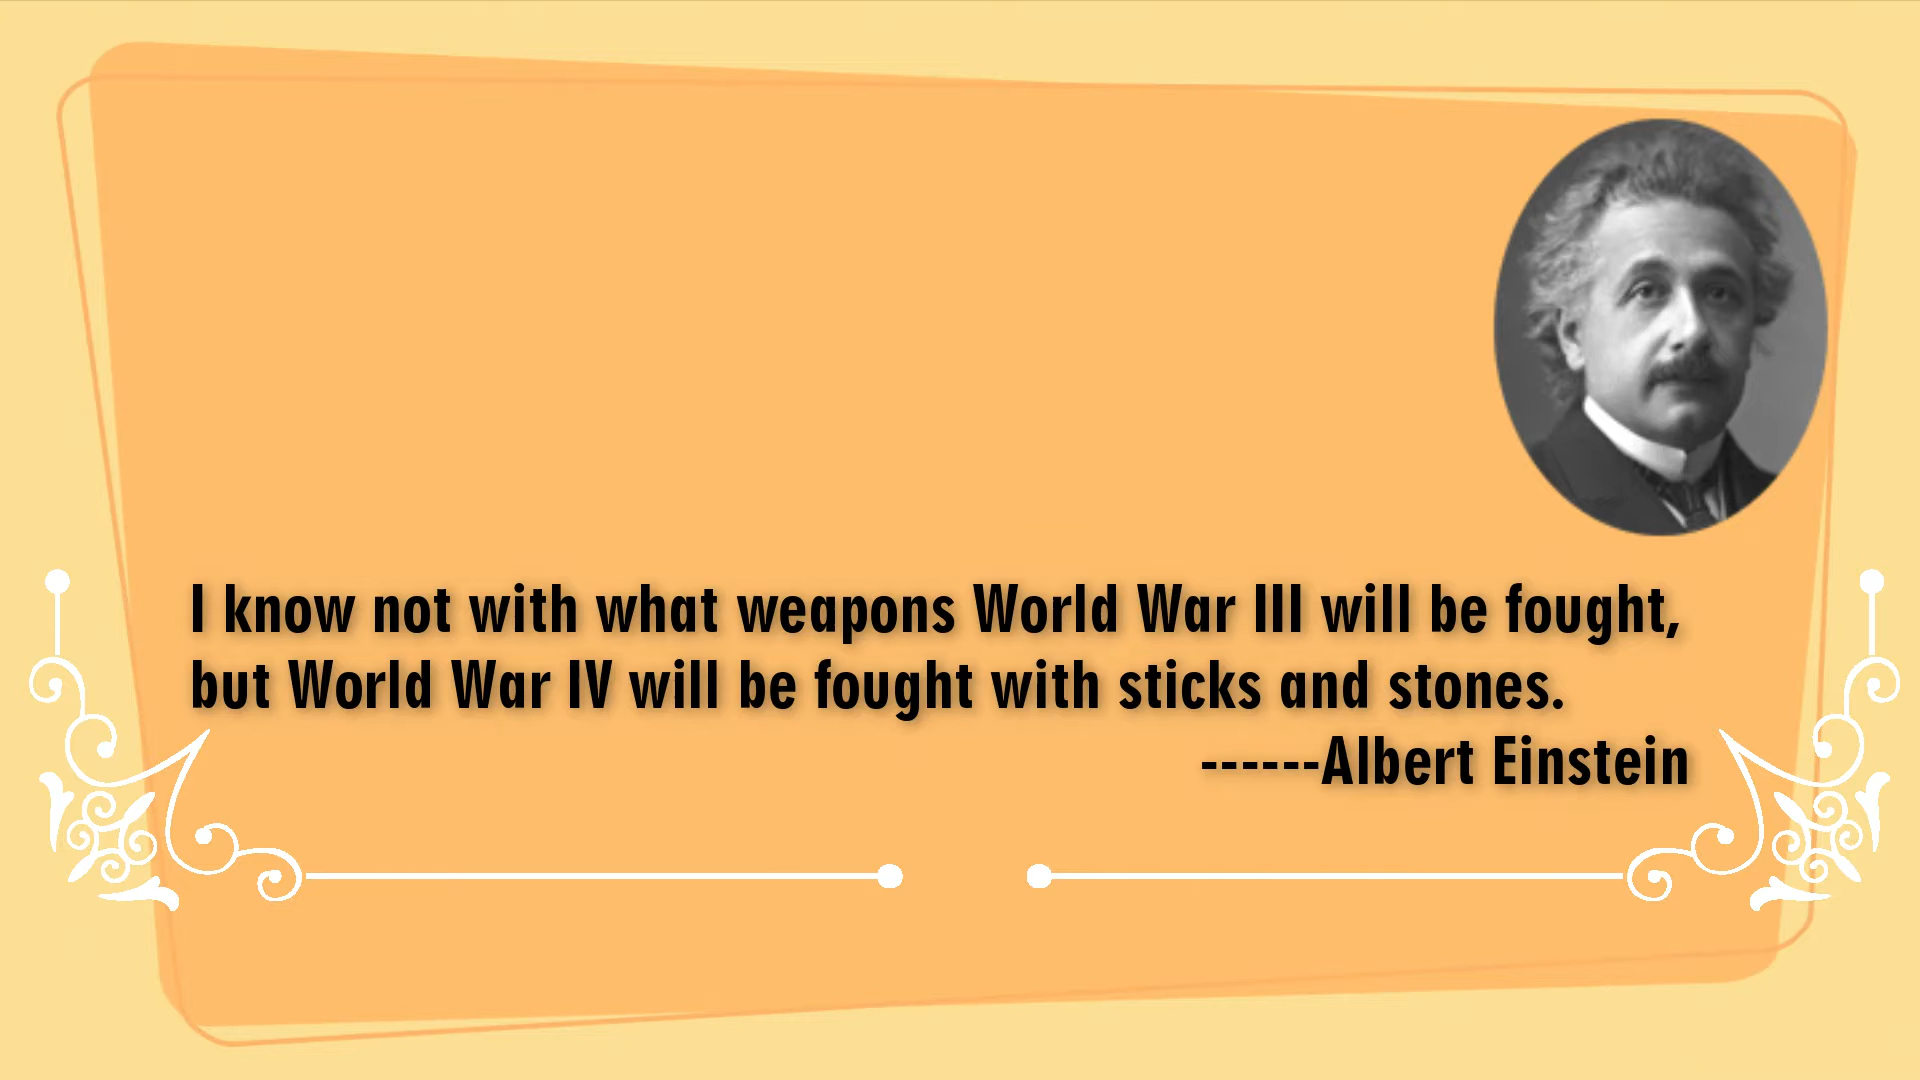 I know not with what weapons World War III will be fought,
but World War IV will be fought with sticks and stones.
------Albert Einstein